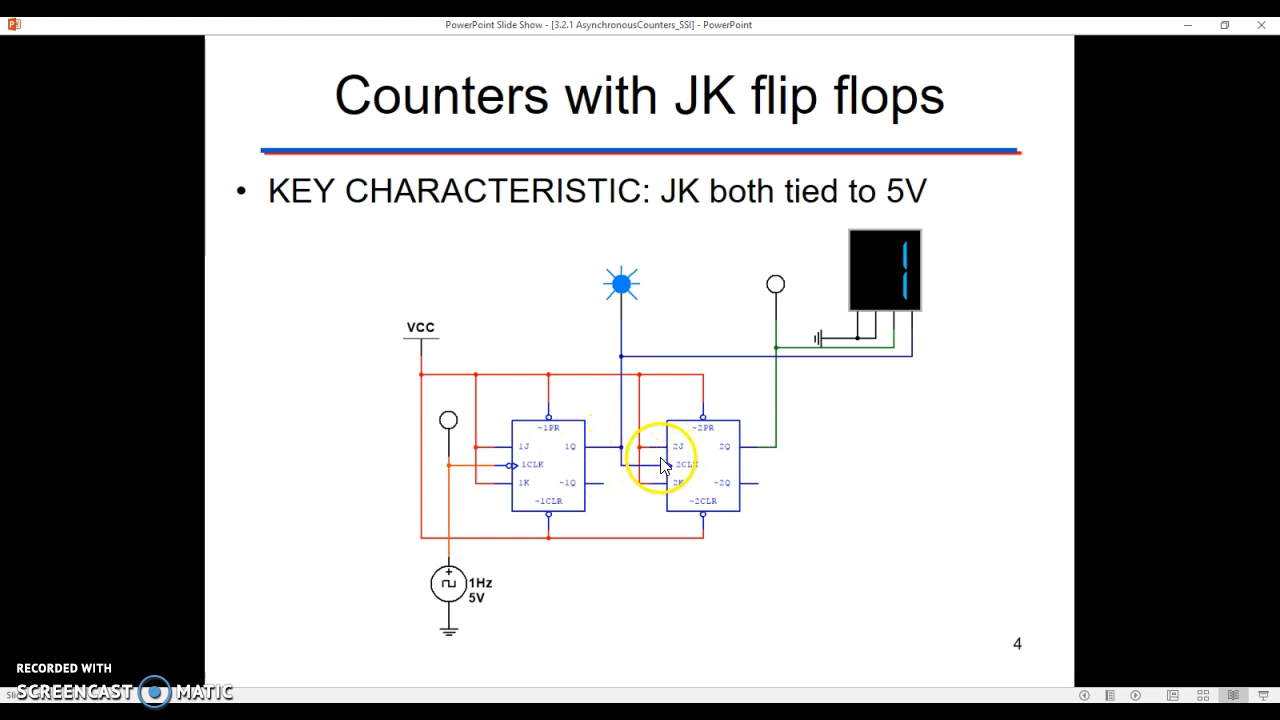 PowerPoint Slide Show - [3.2.1 AsynchronousCounters_SSI] - PowerPoint
Counters with JK flip flops
• KEY CHARACTERISTIC: JK both tied to 5V
1
VCC
~1PR
1J 1Q
1CLK
1K ~1Q
~1CLR
~2PR
2J 2Q
2CLK
2K ~2Q
~2CLR
1Hz
5V
4
RECORDED WITH
SCREENCAST MATIC